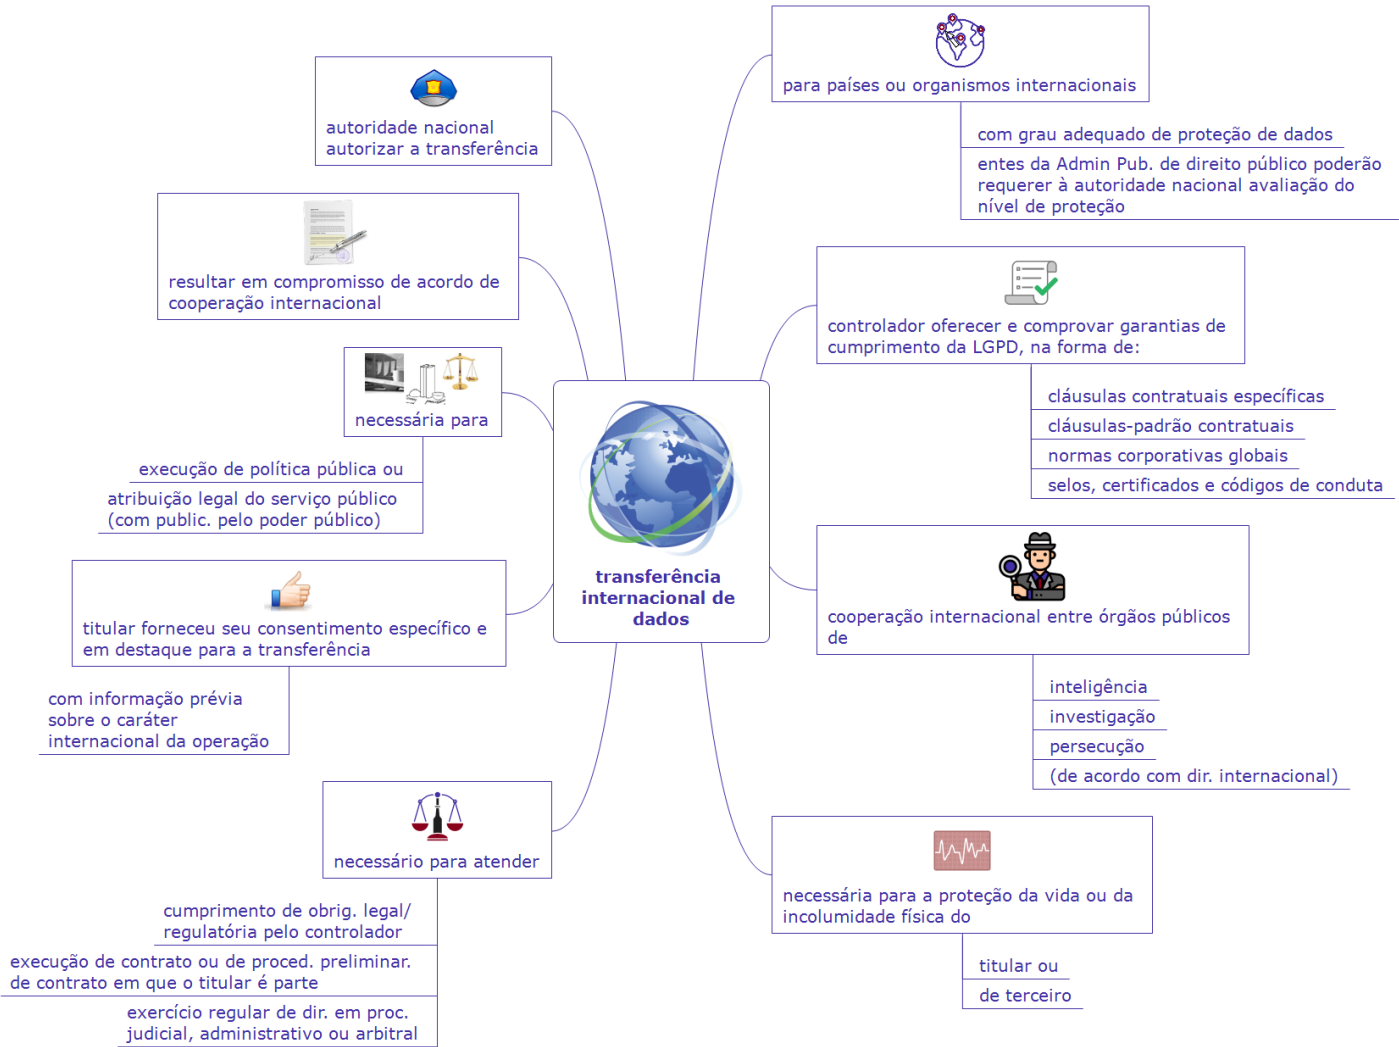 transferência
internacional de
dados
para países ou organismos internacionais
com grau adequado de proteção de dados
entes da Admin Pub. de direito público poderão
requerer à autoridade nacional avaliação do
nível de proteção
controlador oferecer e comprovar garantias de
cumprimento da LGPD, na forma de:
cláusulas contratuais específicas
cláusulas-padrão contratuais
normas corporativas globais
selos, certificados e códigos de conduta
cooperação internacional entre órgãos públicos
de
inteligência
investigação
persecução
(de acordo com dir. internacional)
necessária para a proteção da vida ou da
incolumidade física do
titular ou
de terceiro
autoridade nacional
autorizar a transferência
resultar em compromisso de acordo de
cooperação internacional
necessária para
execução de política pública ou
atribuição legal do serviço público
(com public. pelo poder público)
titular forneceu seu consentimento específico e
em destaque para a transferência
com informação prévia
sobre o caráter
internacional da operação
necessário para atender
cumprimento de obrig. legal/
regulatória pelo controlador
execução de contrato ou de proced. preliminar.
de contrato em que o titular é parte
exercício regular de dir. em proc.
judicial, administrativo ou arbitral